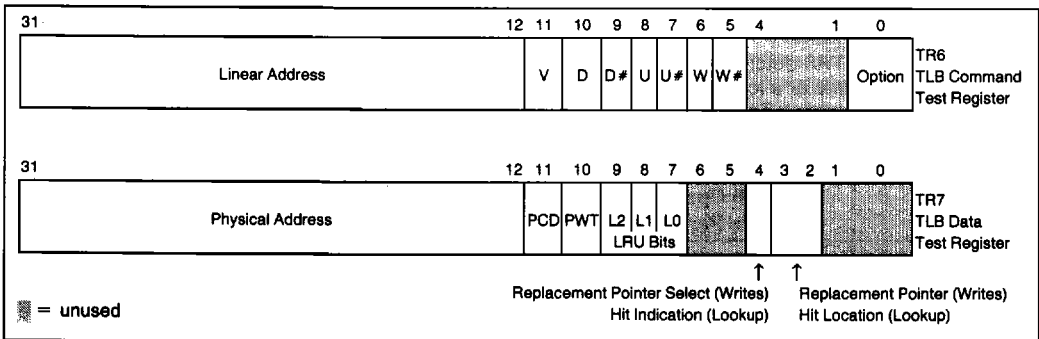 31 12 11 10 9 8 7 6 5 4 1 0
Linear Address V D D# U U# W W# Option
TR6
TLB Command
Test Register
31 12 11 10 9 8 7 6 5 4 3 2 1 0
Physical Address PCD PWT L2 L1 L0
LRU Bits
TR7
TLB Data
Test Register
↑ ↑
Replacement Pointer Select (Writes)
Hit Indication (Lookup)
Replacement Pointer (Writes)
Hit Location (Lookup)
= unused